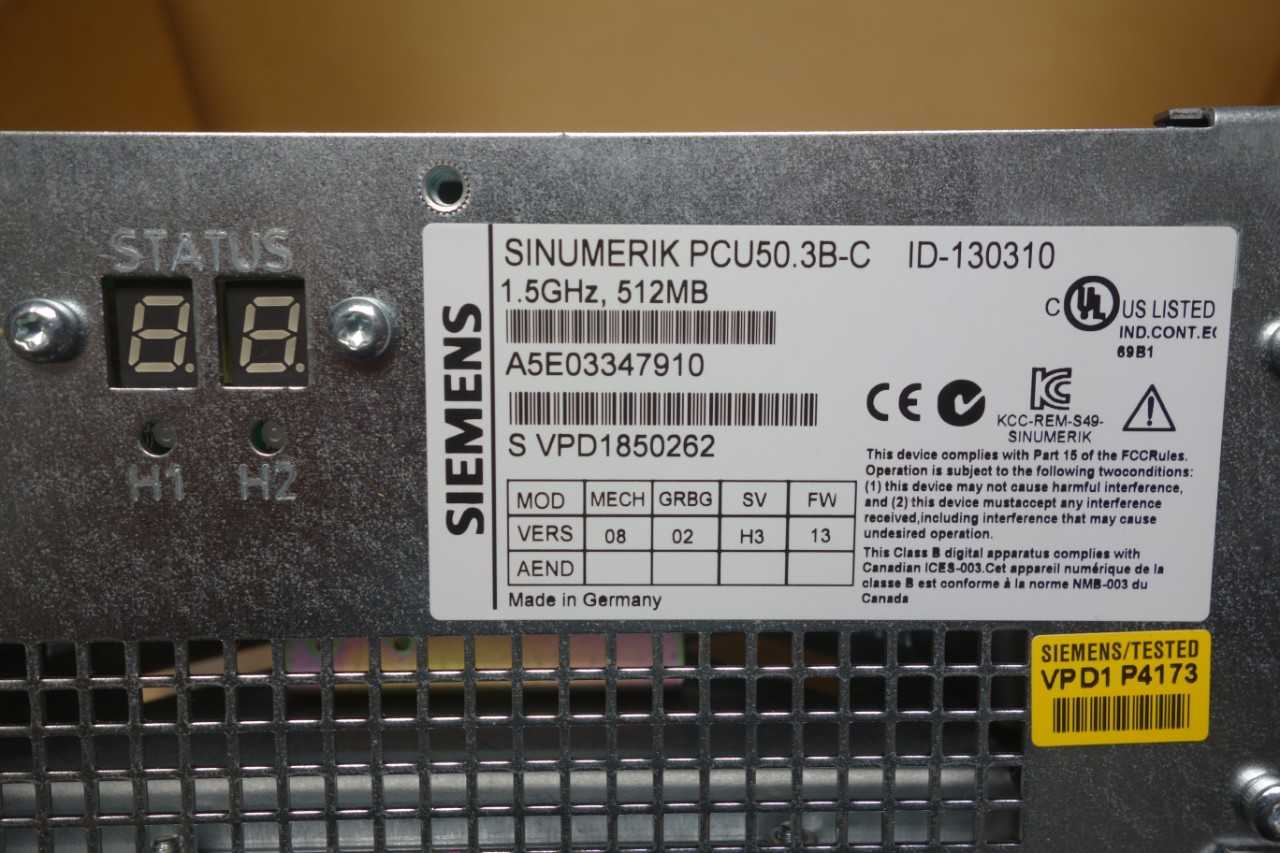 STATUS
H1 H2
SIEMENS
SINUMERIK PCU50.3B-C ID-130310
1.5GHz, 512MB
A5E03347910
S VPD1850262
MOD MECH GRBG SV FW
VERS 08 02 H3 13
AEND
Made in Germany
C UL US LISTED
IND.CONT.E
69B1
CE
KCC-REM-S49-
SINUMERIK
This device complies with Part 15 of the FCCRules.
Operation is subject to the following twoconditions:
(1) this device may not cause harmful interference,
and (2) this device mustaccept any interference
received,including interference that may cause
undesired operation.
This Class B digital apparatus complies with
Canadian ICES-003.Cet appareil numérique de la
classe B est conforme à la norme NMB-003 du
Canada
SIEMENS/TESTED
VPD1 P4173